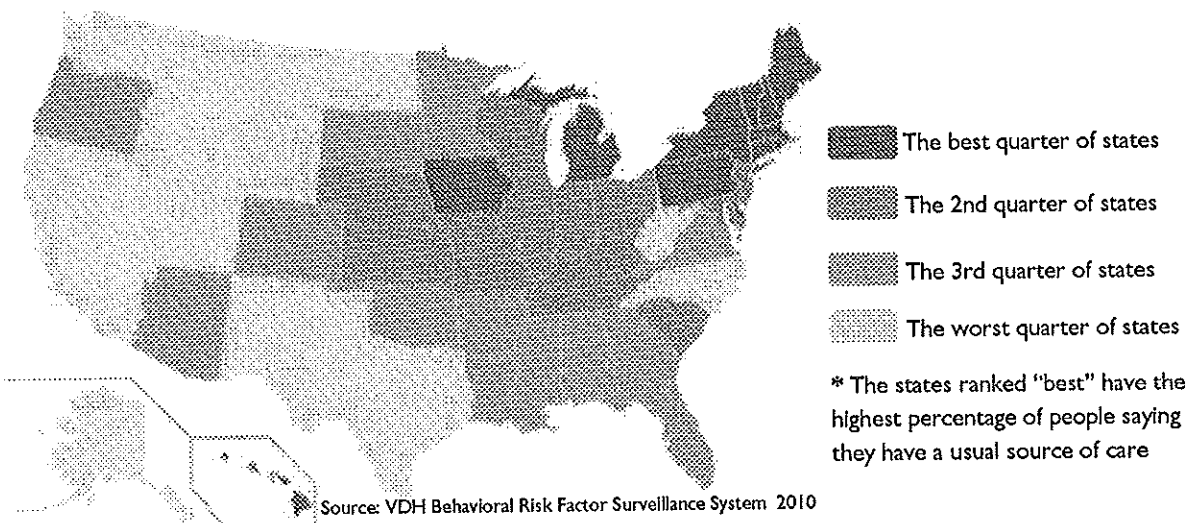 The best quarter of states
The 2nd quarter of states
The 3rd quarter of states
The worst quarter of states
* The states ranked "best" have the
highest percentage of people saying
they have a usual source of care
Source: VDH Behavioral Risk Factor Surveillance System 2010